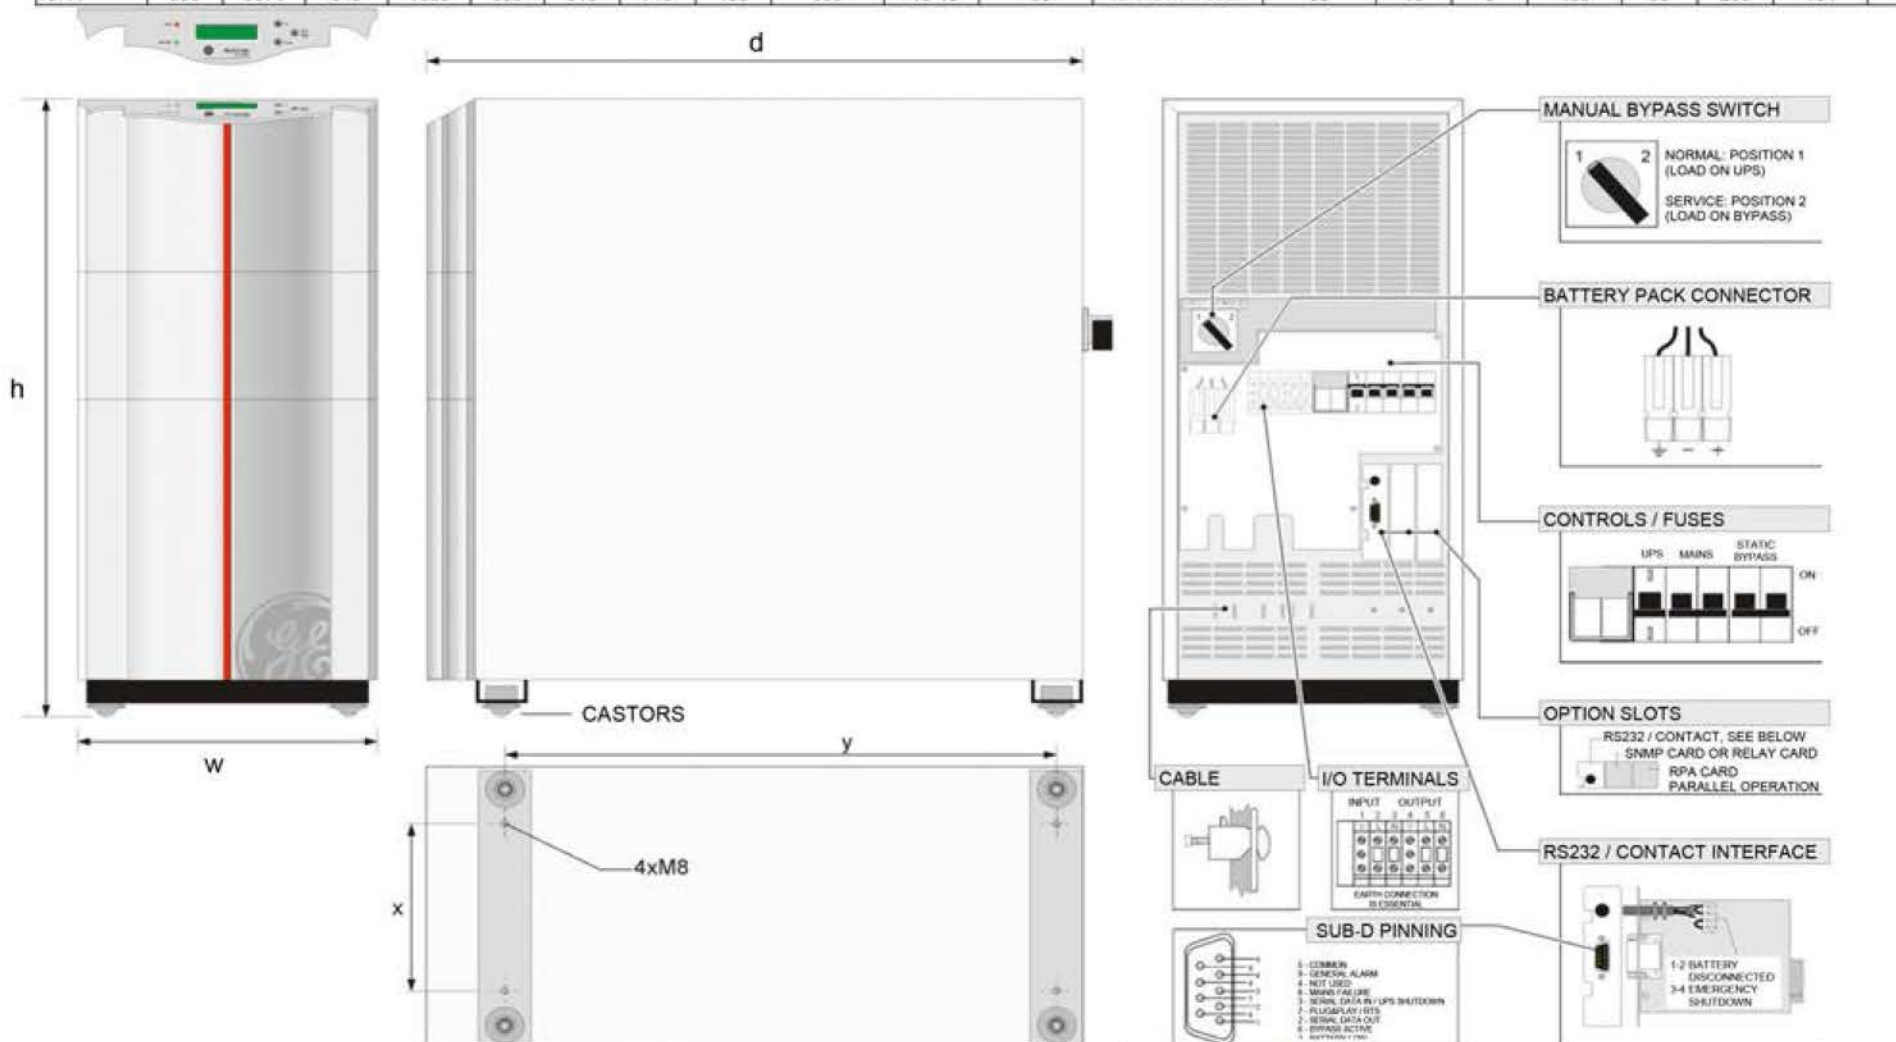 d
h
w
CASTORS
y
x
4xM8
MANUAL BYPASS SWITCH
1 2
NORMAL: POSITION 1
(LOAD ON UPS)
SERVICE: POSITION 2
(LOAD ON BYPASS)
1 2
BATTERY PACK CONNECTOR
− +
CONTROLS / FUSES
UPS MAINS STATIC
BYPASS
ON
OFF
OPTION SLOTS
RS232 / CONTACT, SEE BELOW
SNMP CARD OR RELAY CARD
RPA CARD
PARALLEL OPERATION
CABLE
I/O TERMINALS
INPUT OUTPUT
1 2 3 4 5 6
EARTH CONNECTION
IS ESSENTIAL
RS232 / CONTACT INTERFACE
1-2 BATTERY
DISCONNECTED
3-4 EMERGENCY
SHUTDOWN
SUB-D PINNING
5 - COMMON
9 - GENERAL ALARM
4 - NOT USED
8 - MAINS FAILURE
3 - SERIAL DATA IN / UPS SHUTDOWN
7 - PLUG&PLAY / RTS
2 - SERIAL DATA OUT
6 - BYPASS ACTIVE
GE